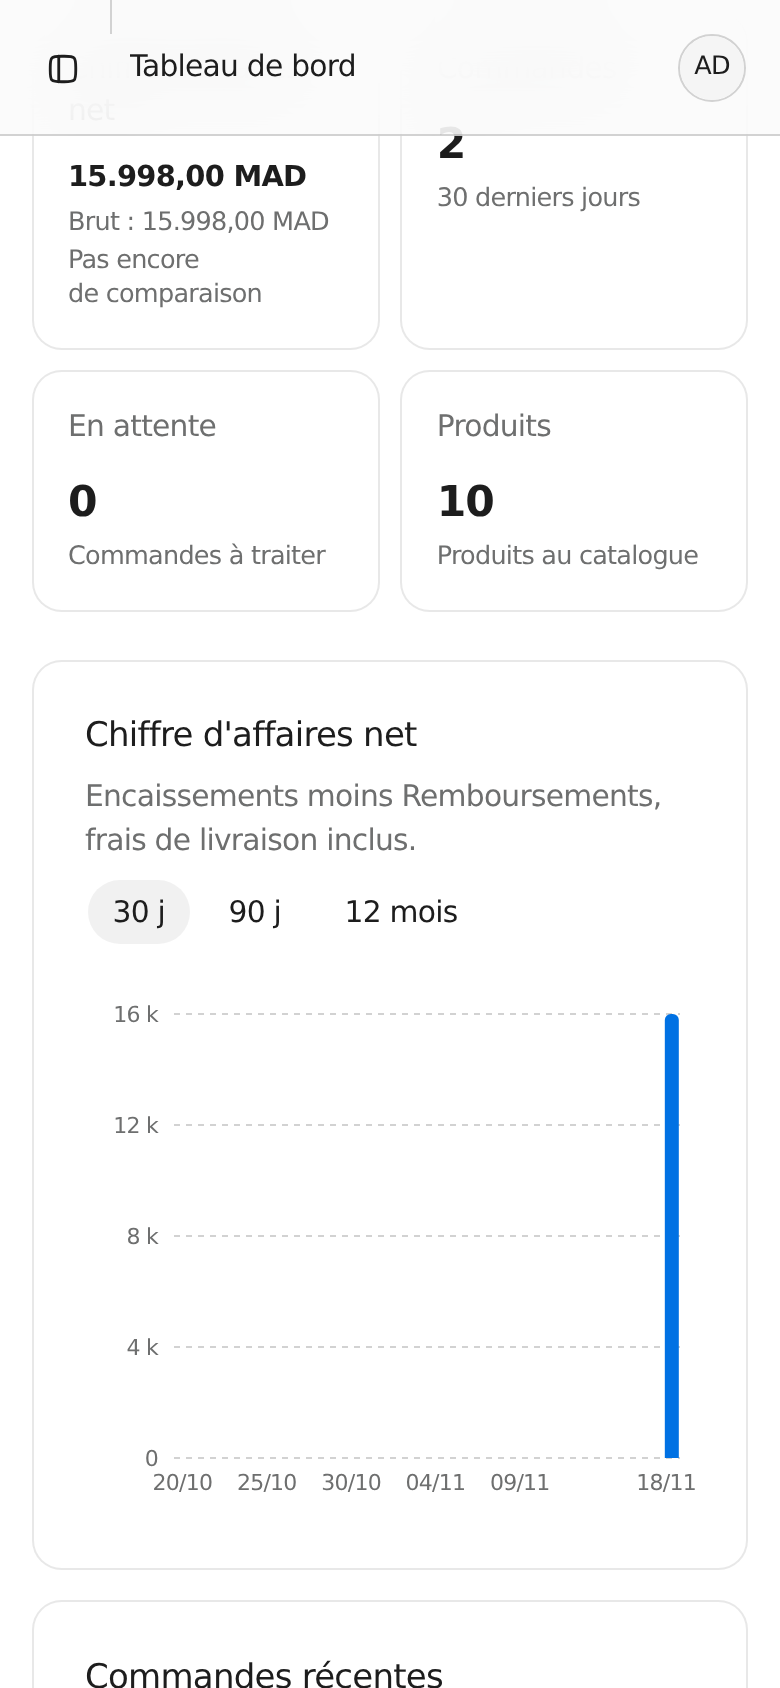 Tableau de bord
AD
net
15.998,00 MAD
Brut : 15.998,00 MAD
Pas encore
de comparaison
2
30 derniers jours
En attente
0
Commandes à traiter
Produits
10
Produits au catalogue
Chiffre d'affaires net
Encaissements moins Remboursements,
frais de livraison inclus.
30 j
90 j
12 mois
16 k
12 k
8 k
4 k
0
20/10
25/10
30/10
04/11
09/11
18/11
Commandes récentes